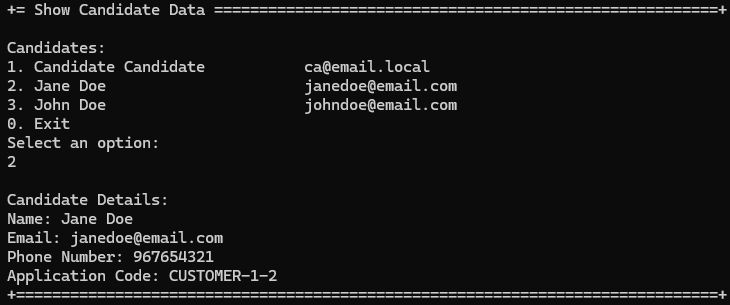 += Show Candidate Data ========================================================+
Candidates:
1. Candidate Candidate           ca@email.local
2. Jane Doe                      janedoe@email.com
3. John Doe                      johndoe@email.com
0. Exit
Select an option:
2
Candidate Details:
Name: Jane Doe
Email: janedoe@email.com
Phone Number: 967654321
Application Code: CUSTOMER-1-2
+==============================================================================+